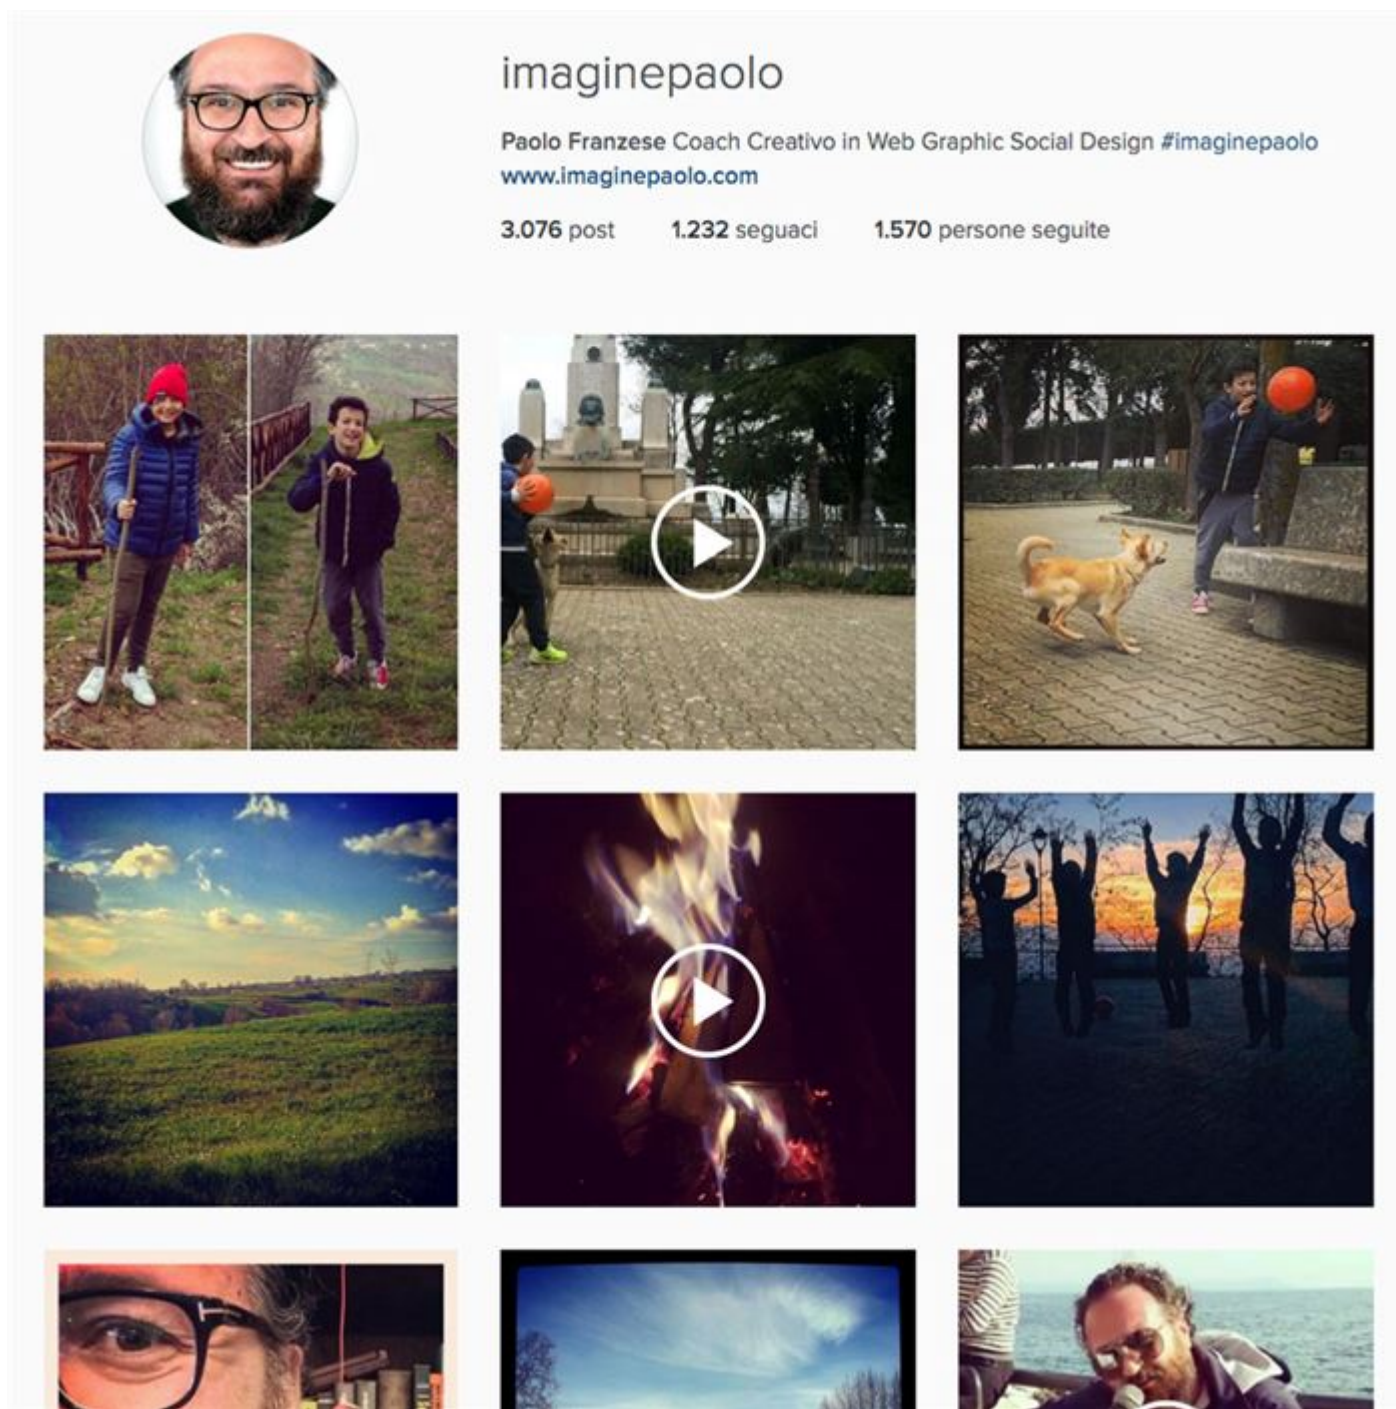 imaginepaolo
Paolo Franzese Coach Creativo in Web Graphic Social Design #imaginepaolo
www.imaginepaolo.com
3.076 post 1.232 seguaci 1.570 persone seguite